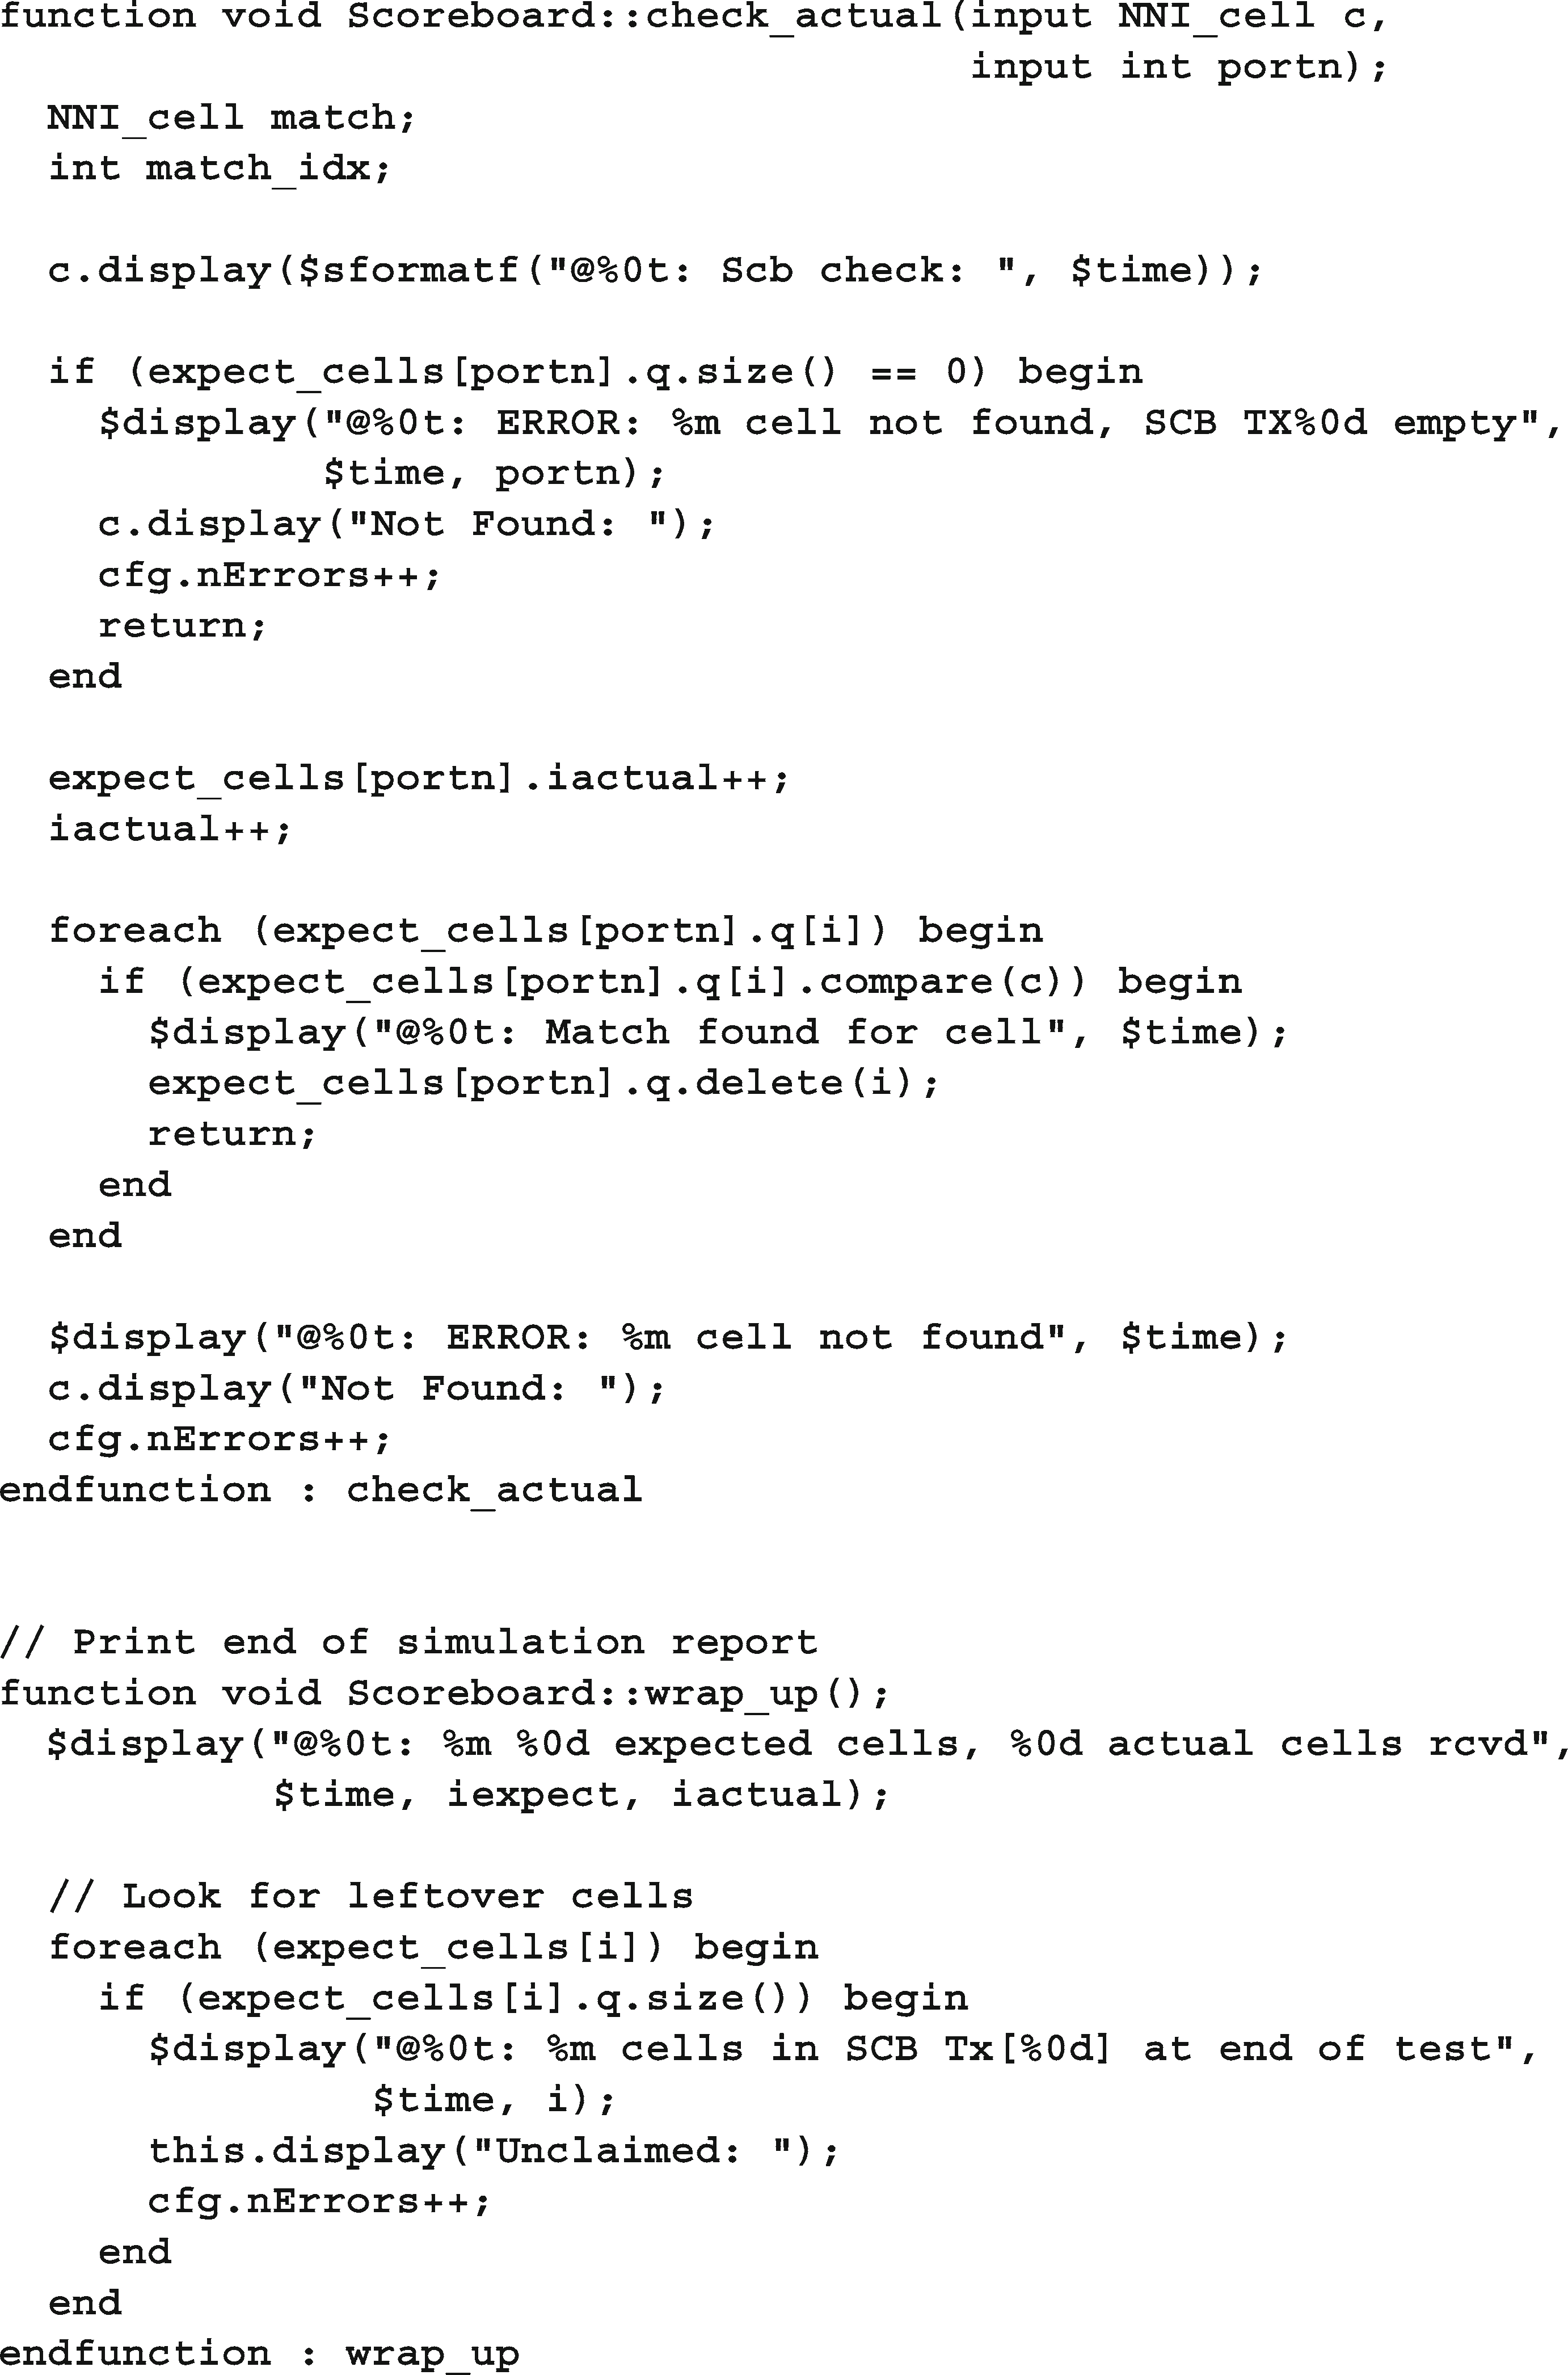 function void Scoreboard::check_actual(input NNI_cell c,
                                       input int portn);
  NNI_cell match;
  int match_idx;

  c.display($sformatf("@%0t: Scb check: ", $time));

  if (expect_cells[portn].q.size() == 0) begin
    $display("@%0t: ERROR: %m cell not found, SCB TX%0d empty",
             $time, portn);
    c.display("Not Found: ");
    cfg.nErrors++;
    return;
  end

  expect_cells[portn].iactual++;
  iactual++;

  foreach (expect_cells[portn].q[i]) begin
    if (expect_cells[portn].q[i].compare(c)) begin
      $display("@%0t: Match found for cell", $time);
      expect_cells[portn].q.delete(i);
      return;
    end
  end

  $display("@%0t: ERROR: %m cell not found", $time);
  c.display("Not Found: ");
  cfg.nErrors++;
endfunction : check_actual


// Print end of simulation report
function void Scoreboard::wrap_up();
  $display("@%0t: %m %0d expected cells, %0d actual cells rcvd",
           $time, iexpect, iactual);

  // Look for leftover cells
  foreach (expect_cells[i]) begin
    if (expect_cells[i].q.size()) begin
      $display("@%0t: %m cells in SCB Tx[%0d] at end of test",
               $time, i);
      this.display("Unclaimed: ");
      cfg.nErrors++;
    end
  end
endfunction : wrap_up